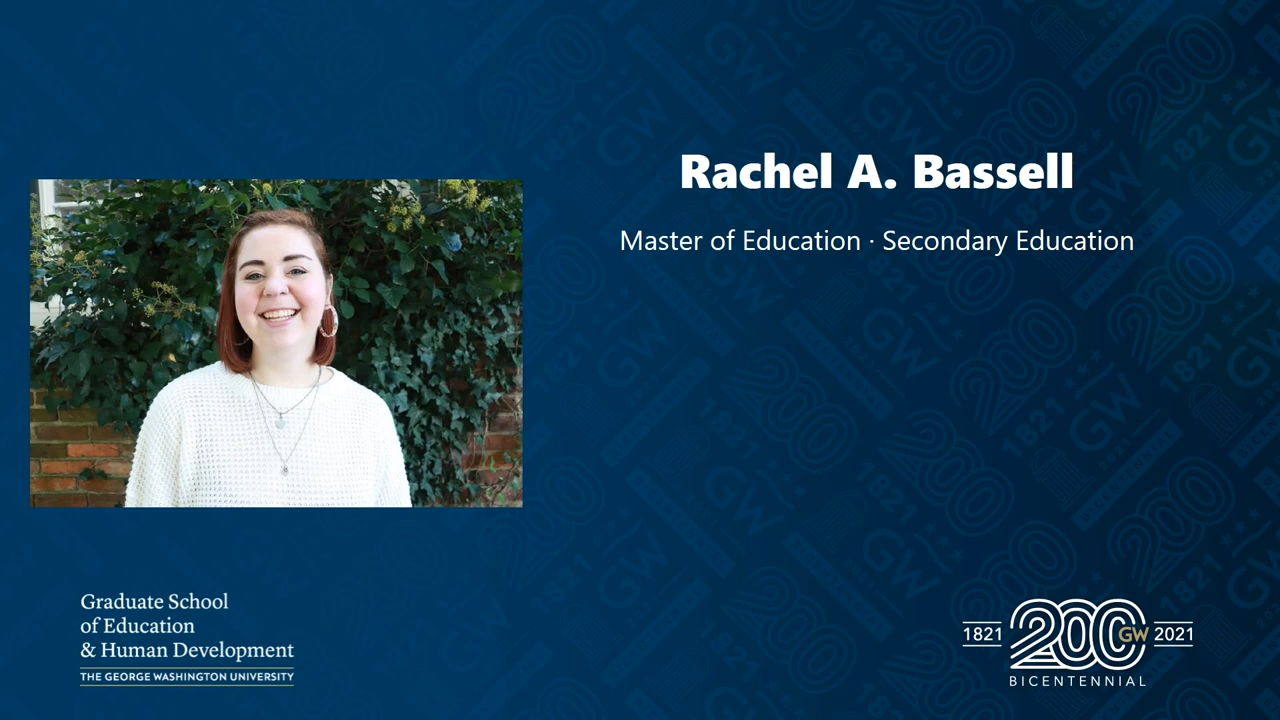 Rachel A. Bassell
Master of Education · Secondary Education
Graduate School
of Education
& Human Development
THE GEORGE WASHINGTON UNIVERSITY
1821 200 GW 2021
BICENTENNIAL